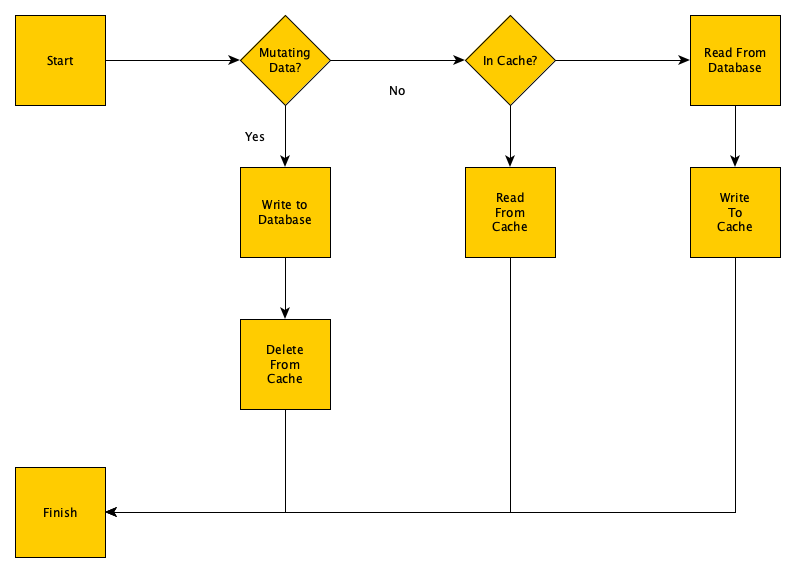 Start
Mutating
Data?
In Cache?
Read From
Database
No
Yes
Write to
Database
Read
From
Cache
Write
To
Cache
Delete
From
Cache
Finish